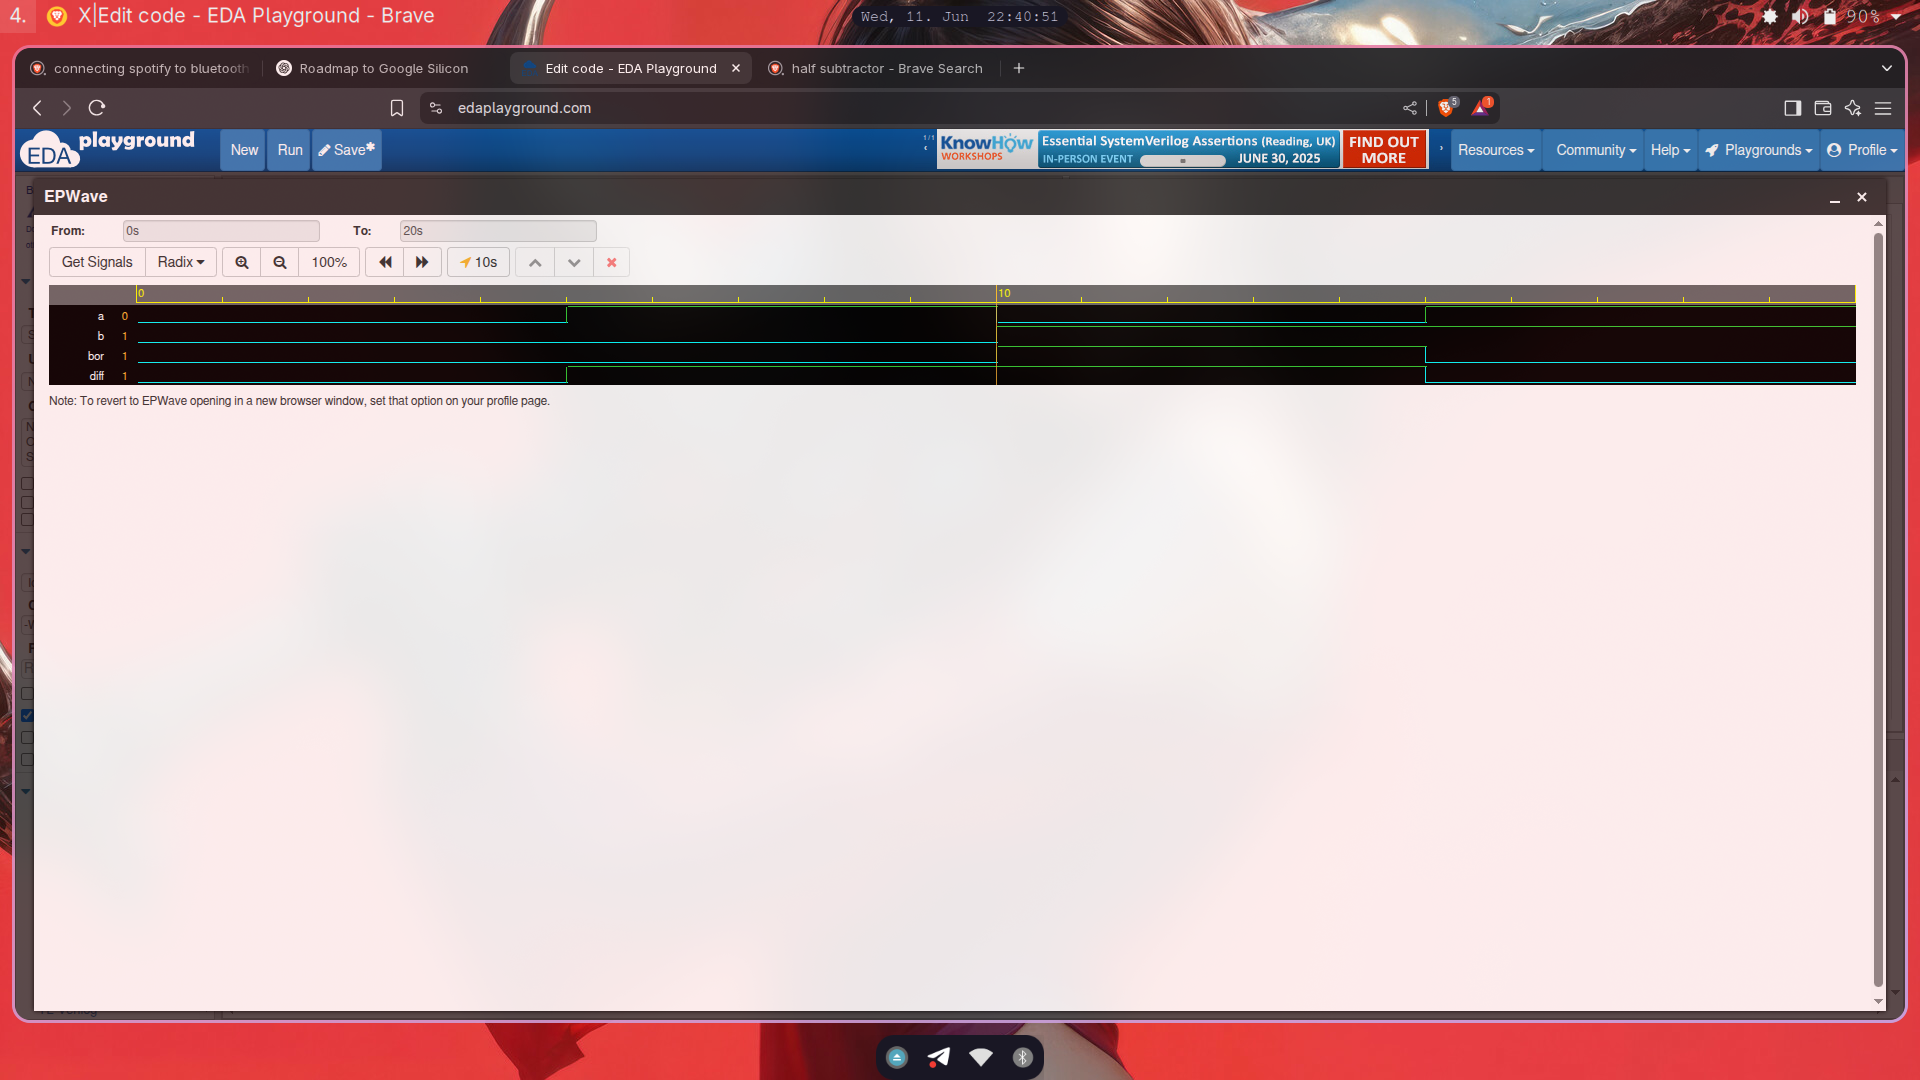 4. X|Edit code - EDA Playground - Brave
Wed, 11. Jun 22:40:51
90%
connecting spotify to bluetooth
Roadmap to Google Silicon
Edit code - EDA Playground
half subtractor - Brave Search
edaplayground.com
5
1
EDA playground
New
Run
Save*
1/1
KnowHow WORKSHOPS
Essential SystemVerilog Assertions (Reading, UK)
IN-PERSON EVENT
JUNE 30, 2025
FIND OUT MORE
Resources
Community
Help
Playgrounds
Profile
EPWave
From: 0s To: 20s
Get Signals Radix 100% 10s
0 10
a 0
b 1
bor 1
diff 1
Note: To revert to EPWave opening in a new browser window, set that option on your profile page.